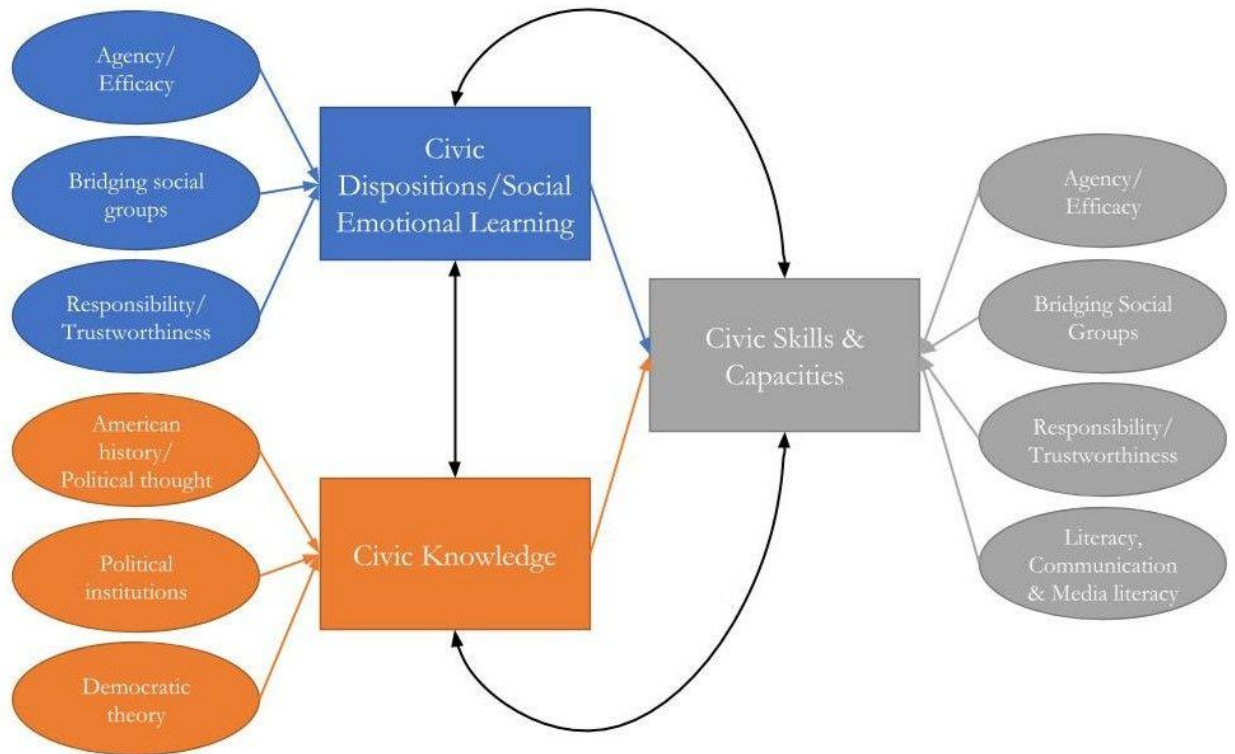 Agency/
Efficacy
Bridging social
groups
Responsibility/
Trustworthiness
Civic
Dispositions/Social
Emotional Learning
American
history/
Political thought
Political
institutions
Democratic
theory
Civic Knowledge
Civic Skills &
Capacities
Agency/
Efficacy
Bridging Social
Groups
Responsibility/
Trustworthiness
Literacy,
Communication
& Media literacy